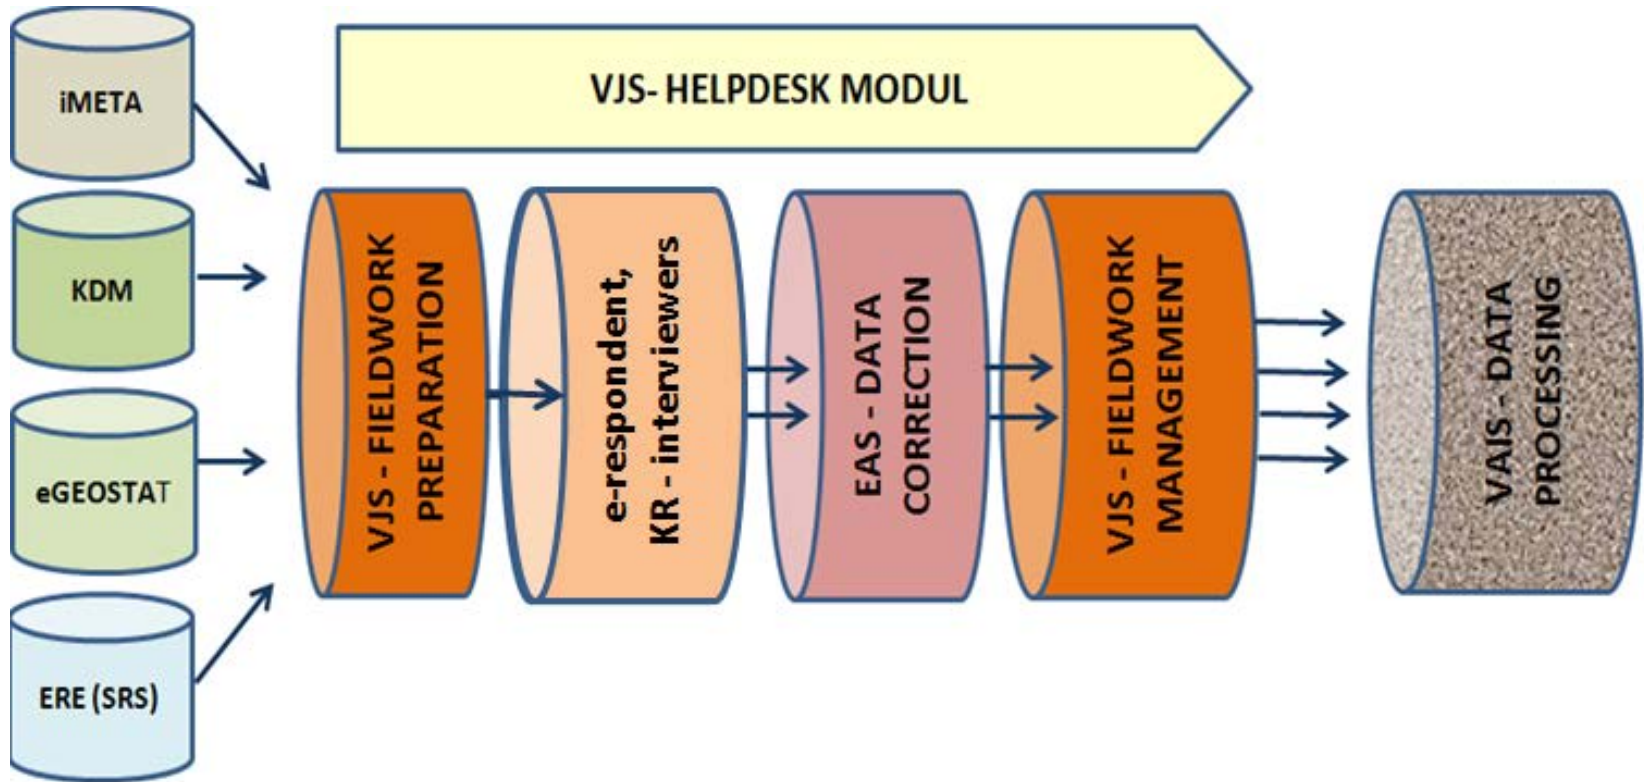 iMETA
KDM
eGEOSTAT
ERE (SRS)
VJS- HELPDESK MODUL
VJS - FIELDWORK
PREPARATION
e-respondent,
KR - interviewers
EAS - DATA
CORRECTION
VJS - FIELDWORK
MANAGEMENT
VAIS - DATA
PROCESSING